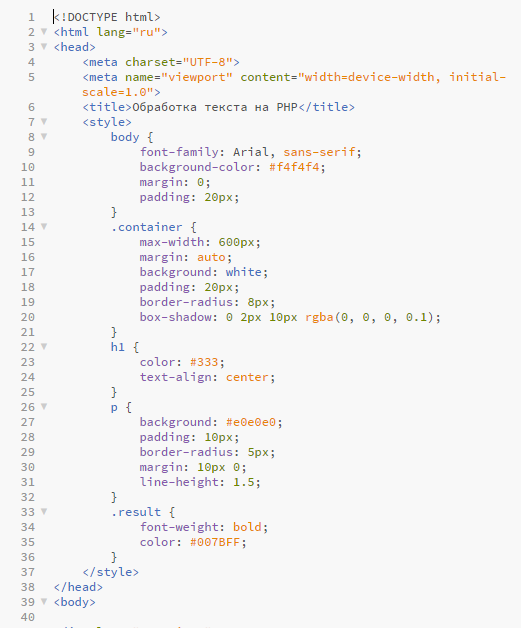 1 <!DOCTYPE html>
2 <html lang="ru">
3 <head>
4 <meta charset="UTF-8">
5 <meta name="viewport" content="width=device-width, initial-
scale=1.0">
6 <title>Обработка текста на PHP</title>
7 <style>
8 body {
9 font-family: Arial, sans-serif;
10 background-color: #f4f4f4;
11 margin: 0;
12 padding: 20px;
13 }
14 .container {
15 max-width: 600px;
16 margin: auto;
17 background: white;
18 padding: 20px;
19 border-radius: 8px;
20 box-shadow: 0 2px 10px rgba(0, 0, 0, 0.1);
21 }
22 h1 {
23 color: #333;
24 text-align: center;
25 }
26 p {
27 background: #e0e0e0;
28 padding: 10px;
29 border-radius: 5px;
30 margin: 10px 0;
31 line-height: 1.5;
32 }
33 .result {
34 font-weight: bold;
35 color: #007BFF;
36 }
37 </style>
38 </head>
39 <body>
40